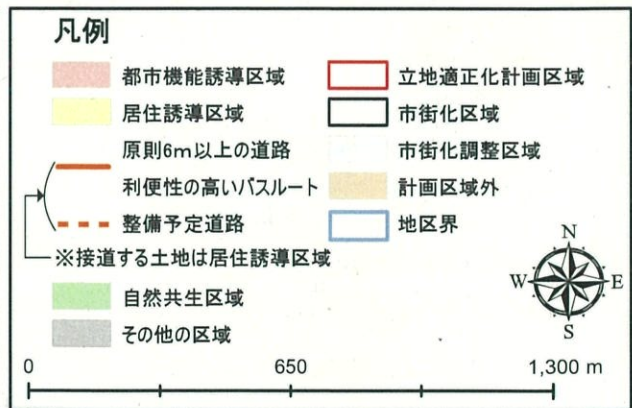 凡例
都市機能誘導区域
居住誘導区域
原則6m以上の道路
利便性の高いバスルート
整備予定道路
※接道する土地は居住誘導区域
自然共生区域
その他の区域
立地適正化計画区域
市街化区域
市街化調整区域
計画区域外
地区界
N
W E
S
0 650 1,300 m